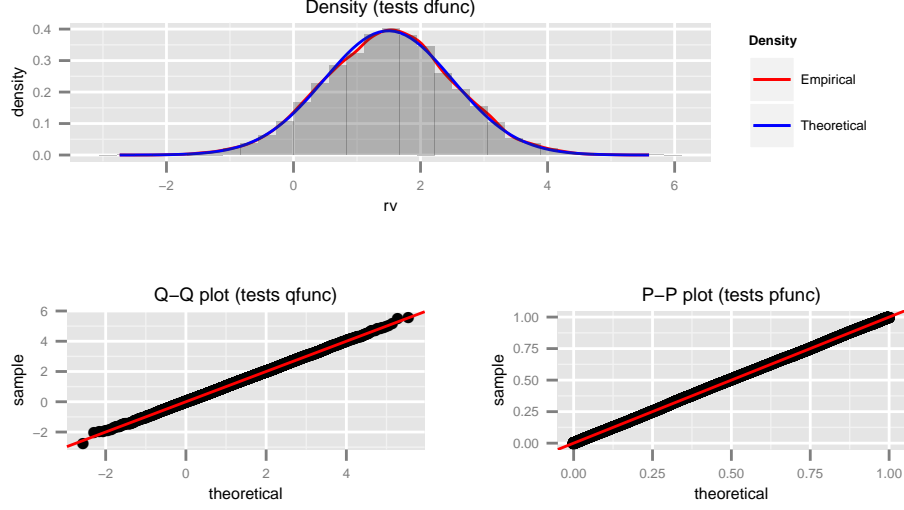 Density (tests dfunc)
density
0.4
0.3
0.2
0.1
0.0
−2
0
2
4
6
rv
Density
Empirical
Theoretical
Q−Q plot (tests qfunc)
sample
6
4
2
0
−2
−2
0
2
4
theoretical
P−P plot (tests pfunc)
sample
1.00
0.75
0.50
0.25
0.00
0.00
0.25
0.50
0.75
1.00
theoretical